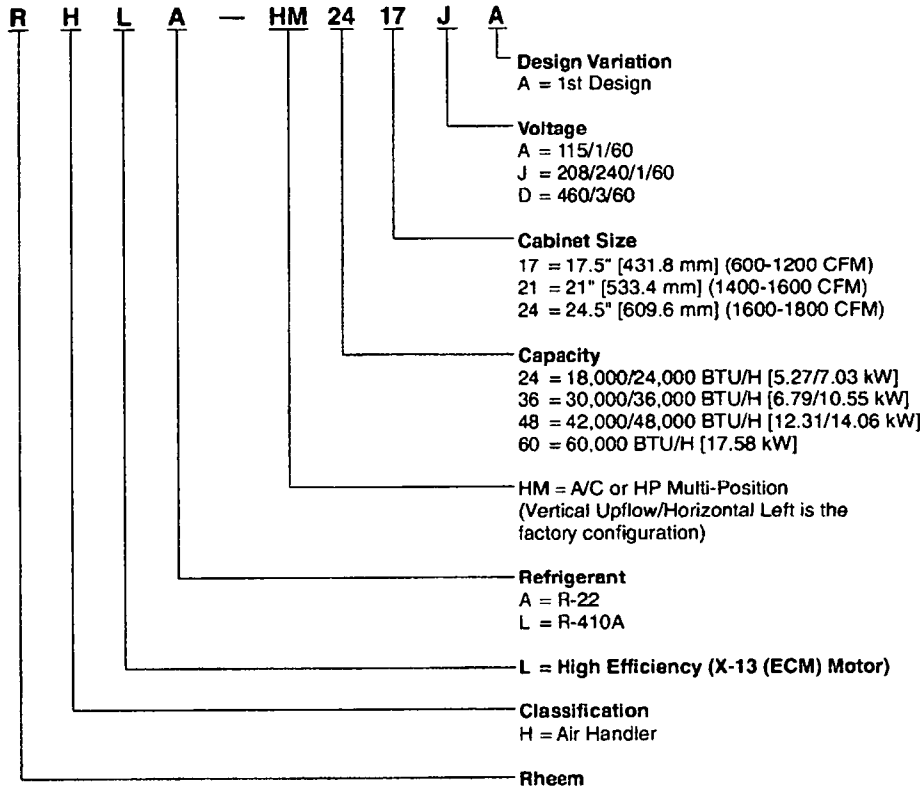 R H L A — HM 24 17 J A
Design Variation
A = 1st Design
Voltage
A = 115/1/60
J = 208/240/1/60
D = 460/3/60
Cabinet Size
17 = 17.5" [431.8 mm] (600-1200 CFM)
21 = 21" [533.4 mm] (1400-1600 CFM)
24 = 24.5" [609.6 mm] (1600-1800 CFM)
Capacity
24 = 18,000/24,000 BTU/H [5.27/7.03 kW]
36 = 30,000/36,000 BTU/H [6.79/10.55 kW]
48 = 42,000/48,000 BTU/H [12.31/14.06 kW]
60 = 60,000 BTU/H [17.58 kW]
HM = A/C or HP Multi-Position
(Vertical Upflow/Horizontal Left is the
factory configuration)
Refrigerant
A = R-22
L = R-410A
L = High Efficiency (X-13 (ECM) Motor)
Classification
H = Air Handler
Rheem